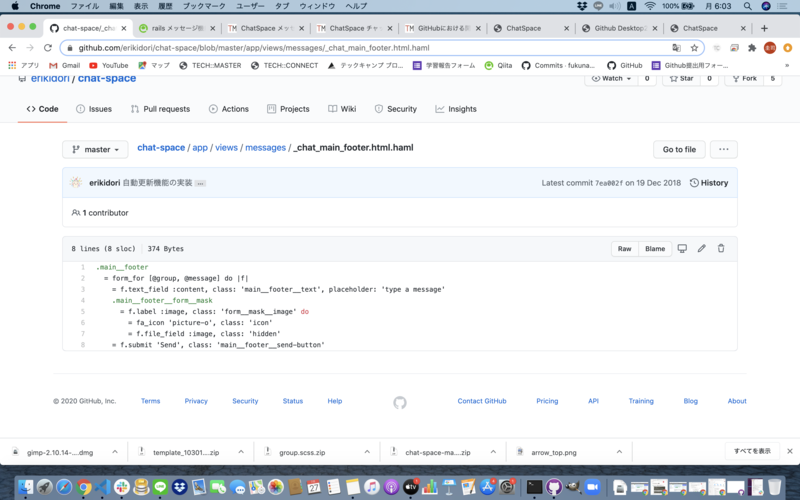 Chrome ファイル 編集 表示 履歴 ブックマーク ユーザー タブ ウィンドウ ヘルプ 100% 月 6:03
chat-space/_cha
rails メッセージ
ChatSpace メッセ
ChatSpace チャ
GitHubにおける
ChatSpace
Github Desktop
ChatSpace
github.com/erikidori/chat-space/blob/master/app/views/messages/_chat_main_footer.html.haml
アプリ Gmail YouTube マップ TECH::MASTER TECH::CONNECT テックキャンプ ブロ... 学習報告フォーム Qiita Commits · fukuna... GitHub Github提出用フォー...
erikidori / chat-space
Watch 0 Star 0 Fork 5
Code Issues Pull requests Actions Projects Wiki Security Insights
master chat-space / app / views / messages / _chat_main_footer.html.haml Go to file ...
erikidori 自動更新機能の実装 ... Latest commit 7ea002f on 19 Dec 2018 History
1 contributor
8 lines (8 sloc) 374 Bytes Raw Blame
1 .main__footer
2 = form_for [@group, @message] do |f|
3 = f.text_field :content, class: 'main__footer__text', placeholder: 'type a message'
4 .main__footer__form__mask
5 = f.label :image, class: 'form__mask__image' do
6 = fa_icon 'picture-o', class: 'icon'
7 = f.file_field :image, class: 'hidden'
8 = f.submit 'Send', class: 'main__footer__send-button'
© 2020 GitHub, Inc. Terms Privacy Security Status Help Contact GitHub Pricing API Training Blog About
gimp-2.10.14-....dmg template_10301....zip group.scss.zip chat-space-ma....zip arrow_top.png すべてを表示